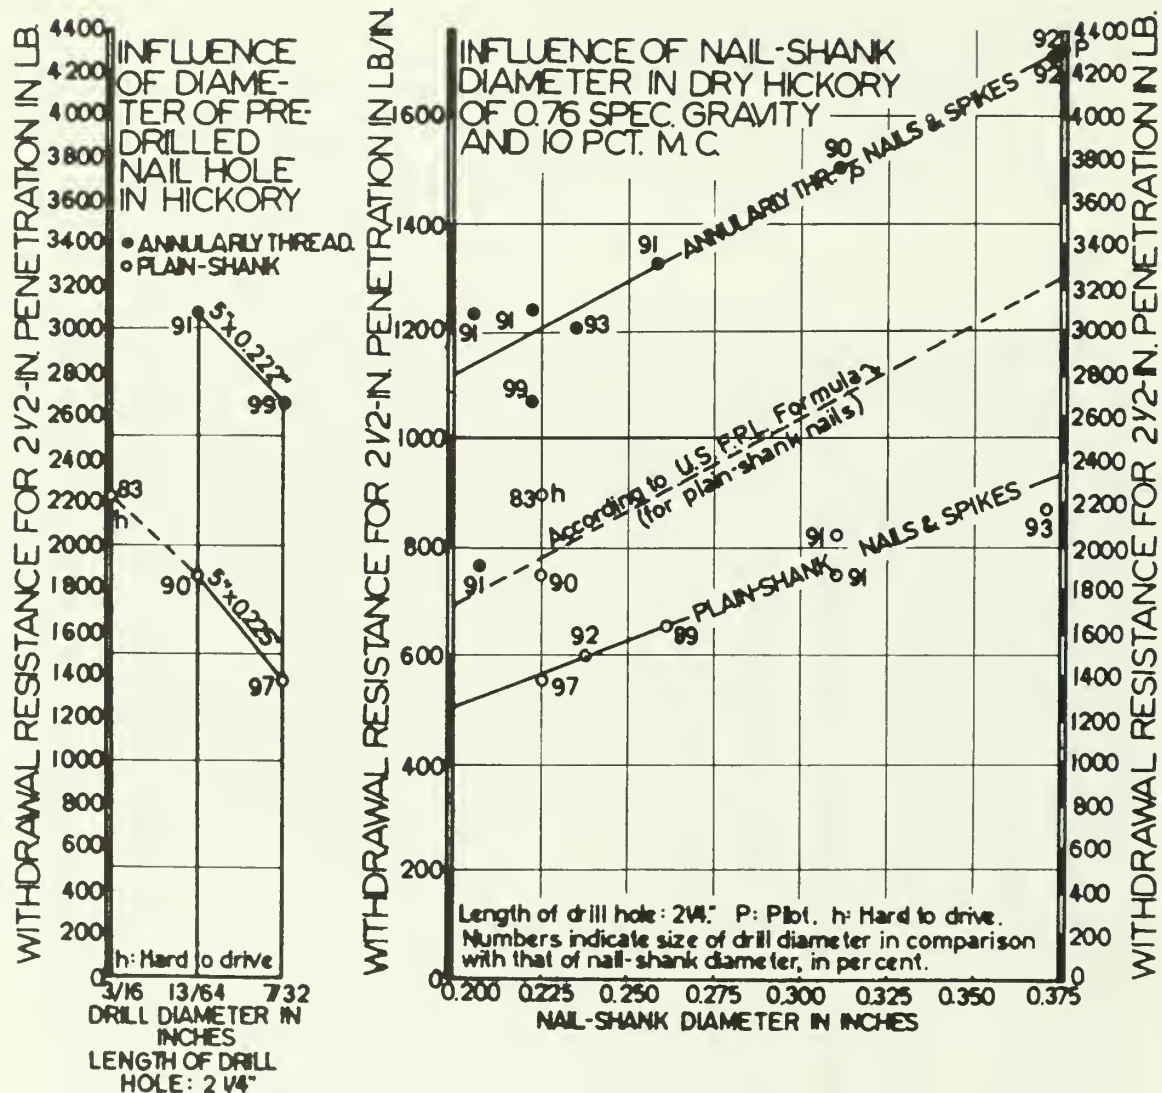 WITHDRAWAL RESISTANCE FOR 2 1/2-IN. PENETRATION IN LB.
4400
4200
4000
3800
3600
3400
3200
3000
2800
2600
2400
2200
2000
1800
1600
1400
1200
1000
800
600
400
200
0
INFLUENCE
OF DIAME-
TER OF PRE-
DRILLED
NAIL HOLE
IN HICKORY
● ANNULARLY THREAD.
○ PLAIN-SHANK
91
5" x 0.222"
99
83
h
90
5" x 0.225"
97
h: Hard to drive
3/16 13/64 7/32
DRILL DIAMETER IN
INCHES
LENGTH OF DRILL
HOLE: 2 1/4"
WITHDRAWAL RESISTANCE FOR 2 1/2-IN. PENETRATION IN LB/IN.
1600
1400
1200
1000
800
600
400
200
0
INFLUENCE OF NAIL-SHANK
DIAMETER IN DRY HICKORY
OF 0.76 SPEC. GRAVITY
AND 10 PCT. M. C.
92
P
92
90
ANNULARLY THR. NAILS & SPIKES
91
91
91
93
99
According to U.S. F.P.L. Formula
(for plain-shank nails)
83 h
91
90
91
91
93
PLAIN-SHANK NAILS & SPIKES
92
89
97
Length of drill hole: 2 1/4." P: Pilot. h: Hard to drive.
Numbers indicate size of drill diameter in comparison
with that of nail-shank diameter, in per cent.
0.200 0.225 0.250 0.275 0.300 0.325 0.350 0.375
NAIL-SHANK DIAMETER IN INCHES
4400
4200
4000
3800
3600
3400
3200
3000
2800
2600
2400
2200
2000
1800
1600
1400
1200
1000
800
600
400
200
0
WITHDRAWAL RESISTANCE FOR 2 1/2-IN. PENETRATION IN LB.